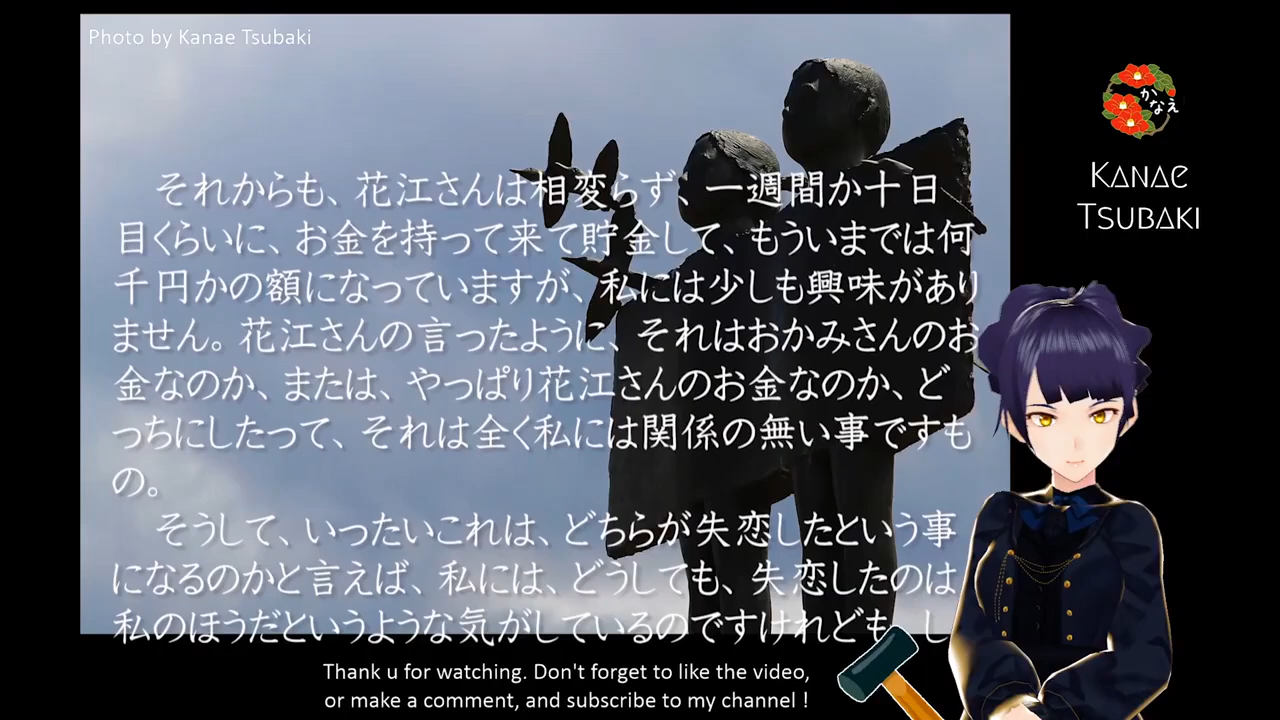 Photo by Kanae Tsubaki
かなえ
KANAE
TSUBAKI
それからも、花江さんは相変らず、一週間か十日
目くらいに、お金を持って来て貯金して、もういまでは何
千円かの額になっていますが、私には少しも興味があり
ません。花江さんの言ったように、それはおかみさんのお
金なのか、または、やっぱり花江さんのお金なのか、ど
っちにしたって、それは全く私には関係の無い事ですも
の。
そうして、いったいこれは、どちらが失恋したという事
になるのかと言えば、私には、どうしても、失恋したのは
私のほうだというような気がしているのですけれども、し
Thank u for watching. Don't forget to like the video,
or make a comment, and subscribe to my channel !